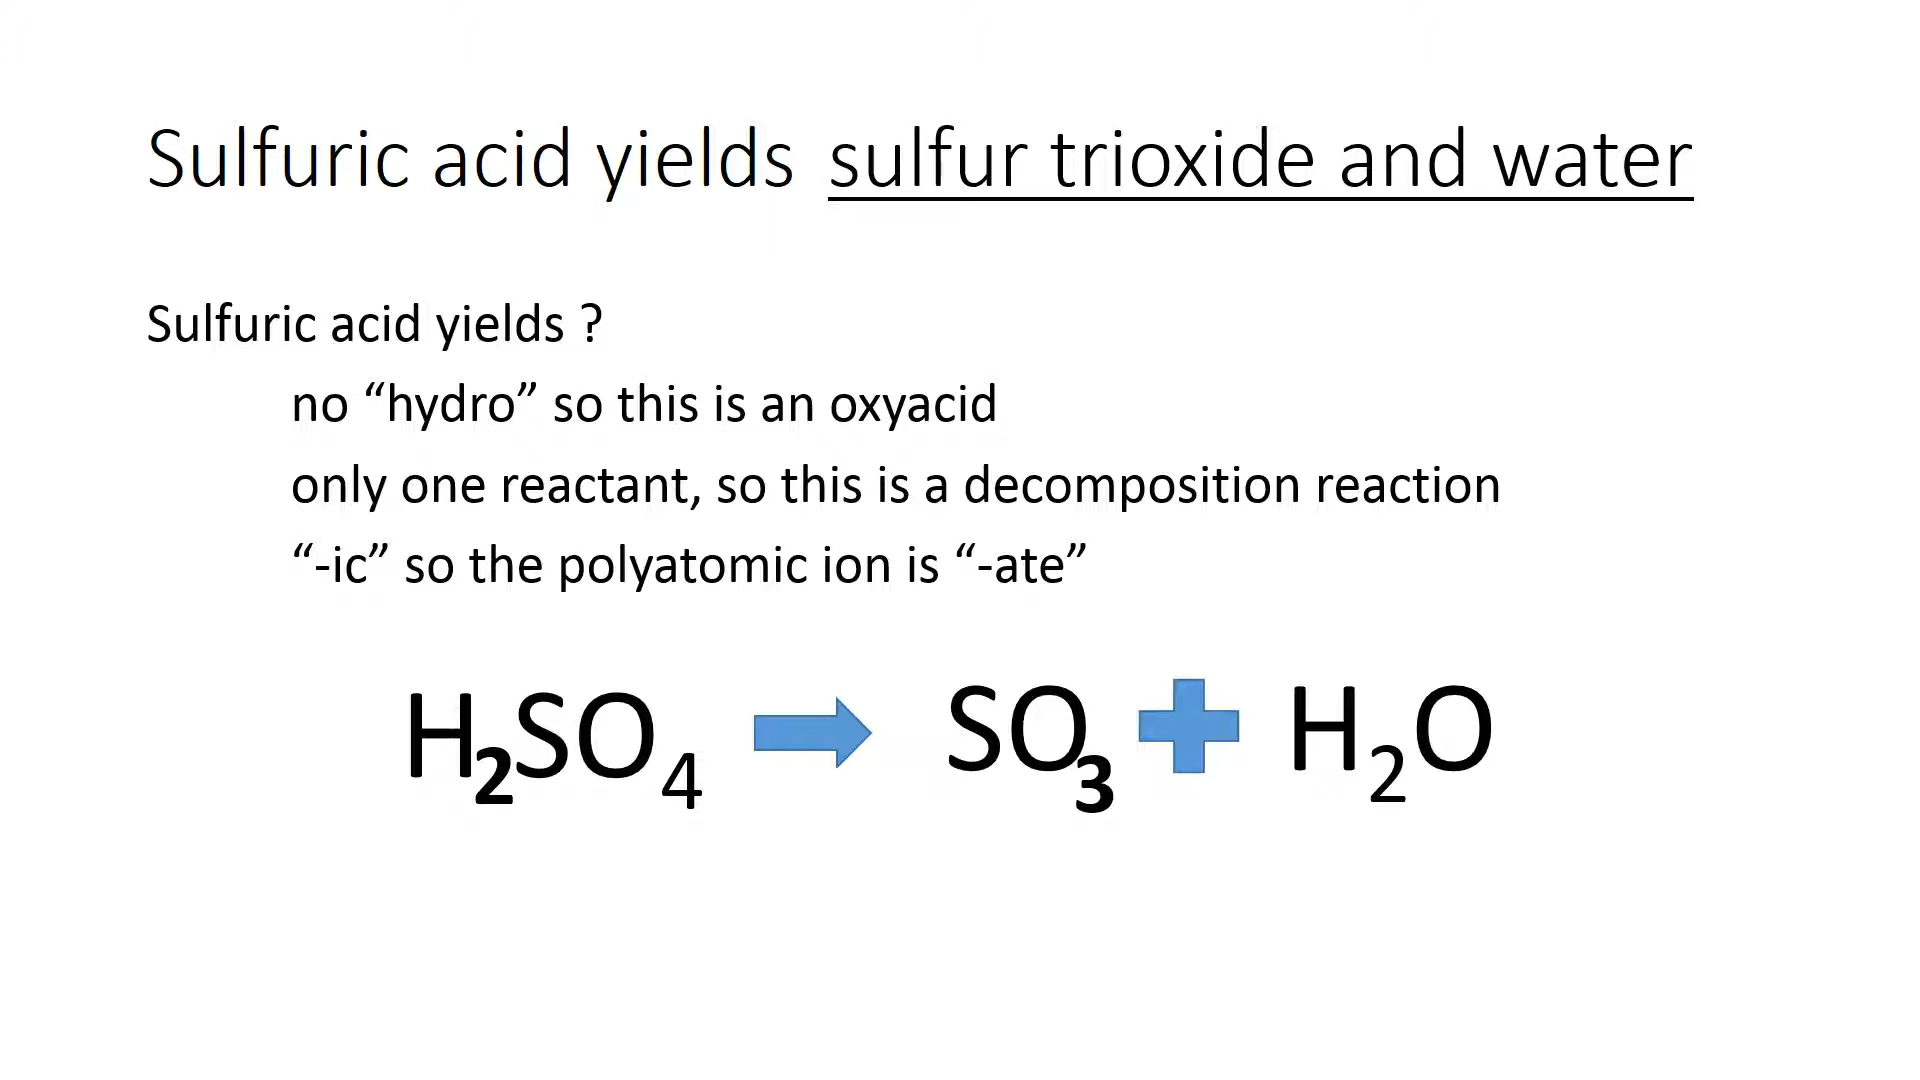 Sulfuric acid yields sulfur trioxide and water
Sulfuric acid yields ?
no “hydro” so this is an oxyacid
only one reactant, so this is a decomposition reaction
“-ic” so the polyatomic ion is “-ate”
H₂SO₄ SO₃ H₂O